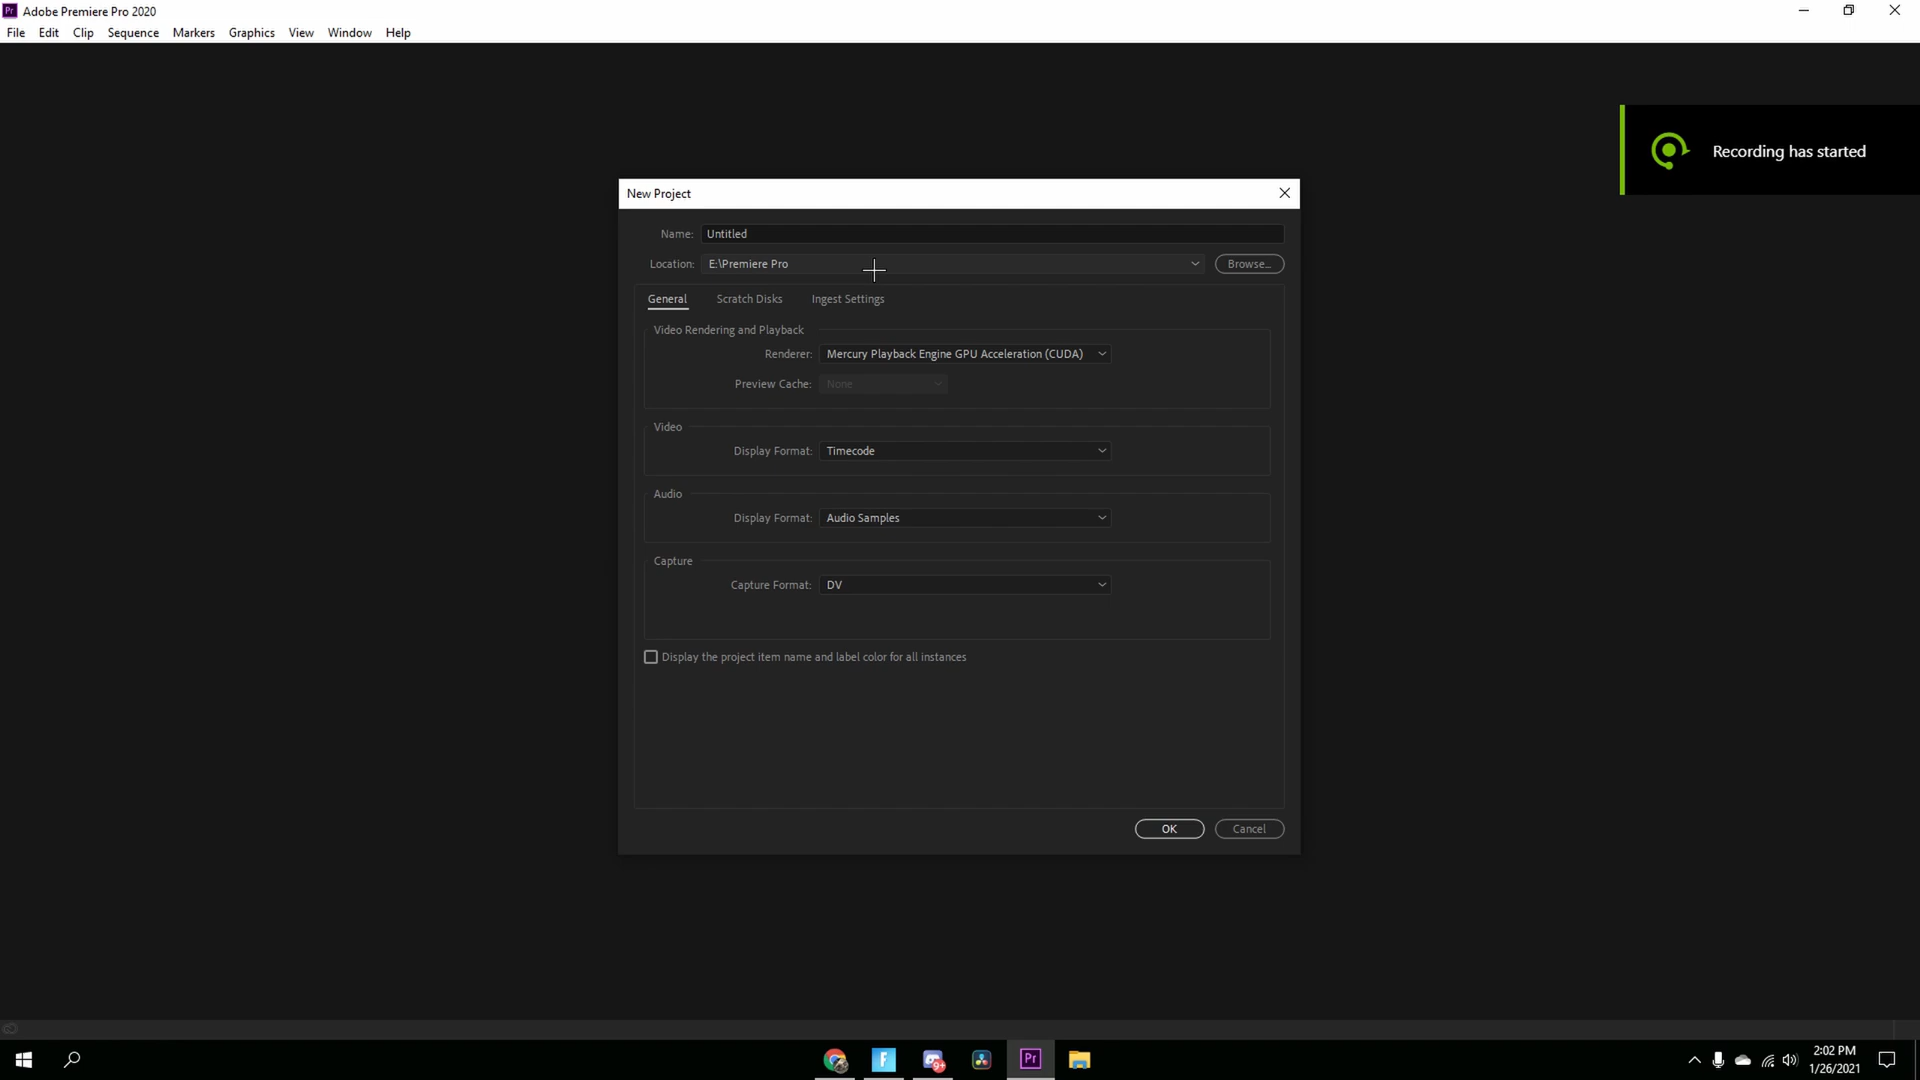 Pr Adobe Premiere Pro 2020
File Edit Clip Sequence Markers Graphics View Window Help
Recording has started
New Project
Name: Untitled
Location: E:\Premiere Pro Browse...
General Scratch Disks Ingest Settings
Video Rendering and Playback
Renderer: Mercury Playback Engine GPU Acceleration (CUDA)
Preview Cache: None
Video
Display Format: Timecode
Audio
Display Format: Audio Samples
Capture
Capture Format: DV
Display the project item name and label color for all instances
OK Cancel
F 9+ Pr
2:02 PM
1/26/2021